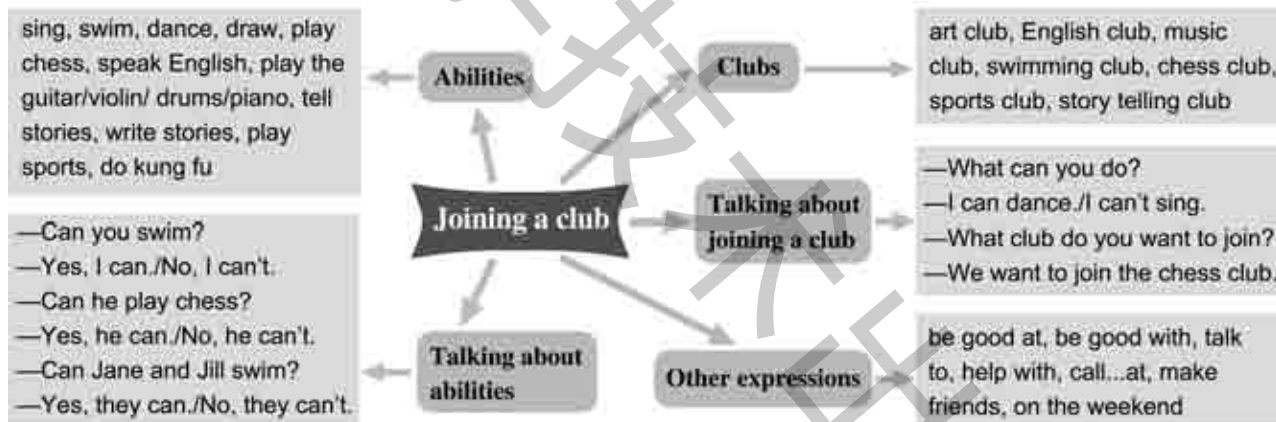 sing, swim, dance, draw, play
chess, speak English, play the
guitar/violin/ drums/piano, tell
stories, write stories, play
sports, do kung fu
Abilities
Clubs
art club, English club, music
club, swimming club, chess club,
sports club, story telling club
Joining a club
Talking about
joining a club
—What can you do?
—I can dance./I can't sing.
—What club do you want to join?
—We want to join the chess club.
—Can you swim?
—Yes, I can./No, I can't.
—Can he play chess?
—Yes, he can./No, he can't.
—Can Jane and Jill swim?
—Yes, they can./No, they can't.
Talking about
abilities
Other expressions
be good at, be good with, talk
to, help with, call...at, make
friends, on the weekend